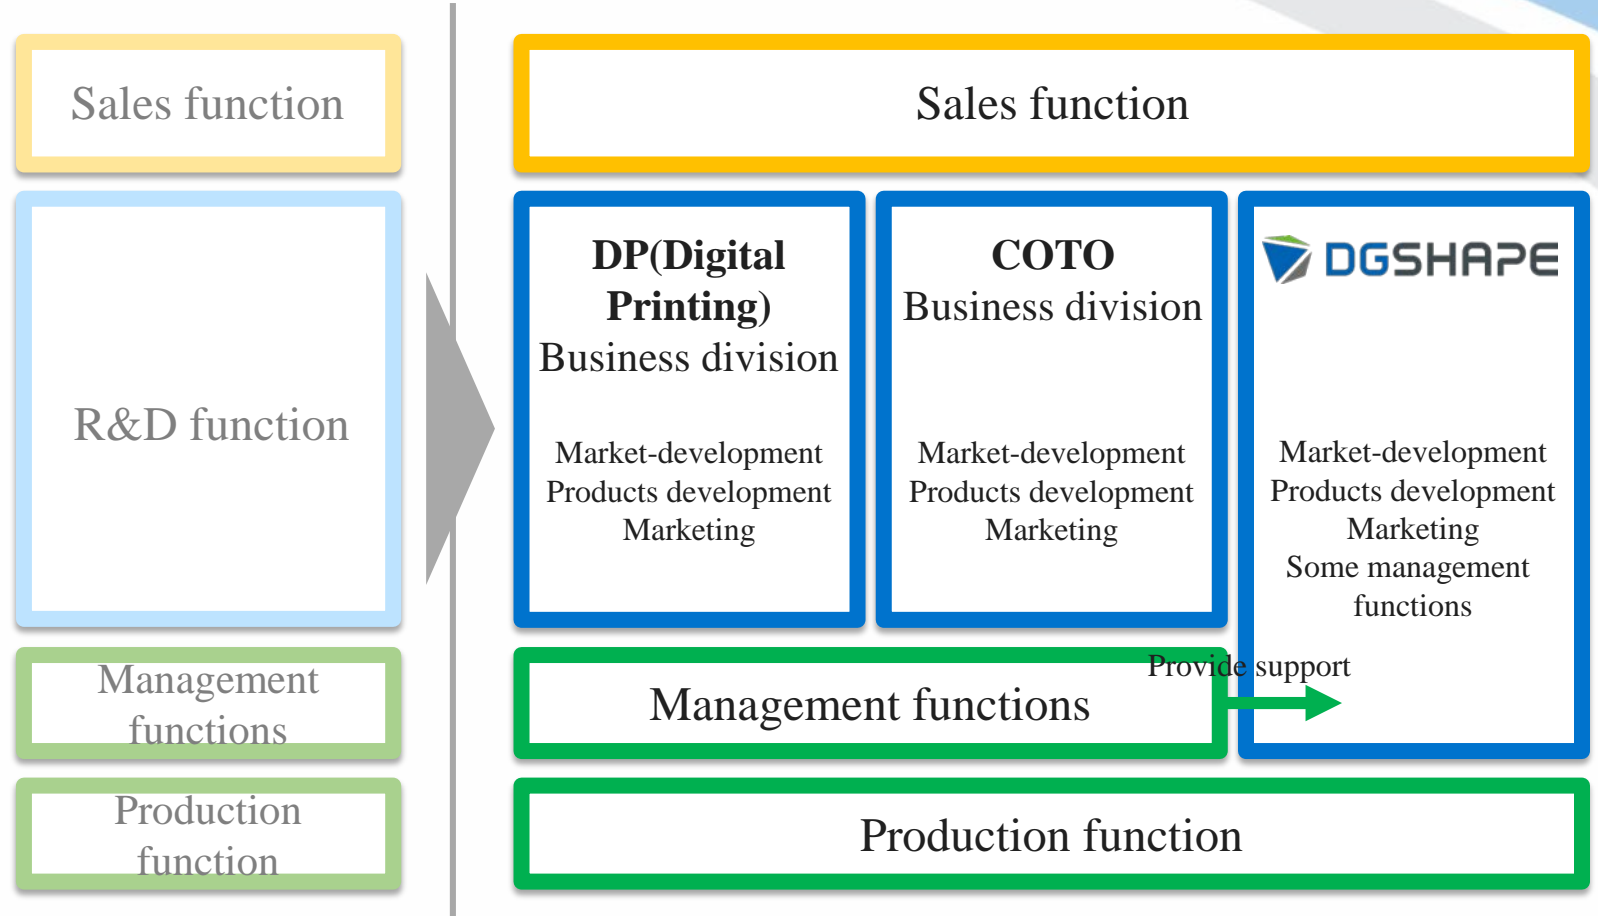 Sales function
R&D function
Management
functions
Production
function
Sales function
DP(Digital
Printing)
Business division
Market-development
Products development
Marketing
COTO
Business division
Market-development
Products development
Marketing
DGSHAPE
Market-development
Products development
Marketing
Some management
functions
Provide support
Management functions
Production function